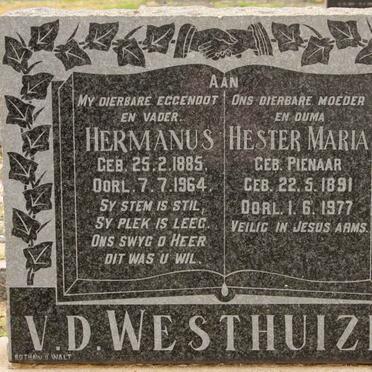 AAN
MY DIERBARE EGGENOOT
EN VADER.
HERMANUS
GEB. 25.2.1885,
OORL. 7.7.1964,
SY STEM IS STIL,
SY PLEK IS LEEG.
ONS SWYG O HEER
DIT WAS U WIL.
ONS DIERBARE MOEDER
EN OUMA
HESTER MARIA
GEB. PIENAAR
GEB. 22.5.1891
OORL. 1.6.1977
VEILIG IN JESUS ARMS.
V.D. WESTHUIZE